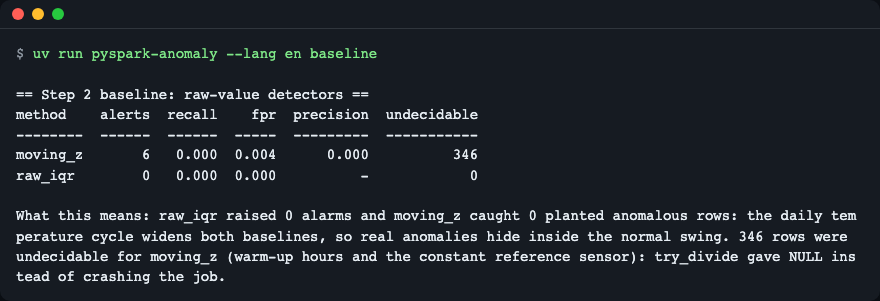 $ uv run pyspark-anomaly --lang en baseline
== Step 2 baseline: raw-value detectors ==
method    alerts  recall    fpr  precision  undecidable
--------  ------  ------  -----  ---------  -----------
moving_z       6   0.000  0.004      0.000          346
raw_iqr        0   0.000  0.000          –            0
What this means: raw_iqr raised 0 alarms and moving_z caught 0 planted anomalous rows: the daily tem
perature cycle widens both baselines, so real anomalies hide inside the normal swing. 346 rows were
undecidable for moving_z (warm-up hours and the constant reference sensor): try_divide gave NULL ins
tead of crashing the job.